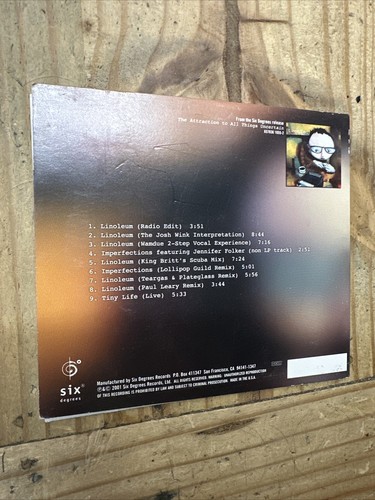 From the Six Degrees release
The Attraction to All Things Uncertain
1. Linoleum (Radio Edit) 3:51
2. Linoleum (The Josh Wink Interpretation) 8:44
3. Linoleum (Wamdue 2-Step Vocal Experience) 7:16
4. Imperfections featuring Jennifer Folker (non LP track) 2:51
5. Linoleum (King Britt's Scuba Mix) 7:24
6. Imperfections (Lollipop Guild Remix) 5:01
7. Linoleum (Teargas & Plateglass Remix) 5:56
8. Linoleum (Paul Leary Remix) 3:44
9. Tiny Life (Live) 5:33
six
degrees
Manufactured by Six Degrees Records P.O. Box 411347 San Francisco, CA 94141-1347
℗&© 2001 Six Degrees Records, Ltd. ALL RIGHTS RESERVED. WARNING: UNAUTHORIZED REPRODUCTION
OF THIS RECORDING IS PROHIBITED BY LAW AND SUBJECT TO CRIMINAL PROSECUTION. MADE IN THE U.S.A.